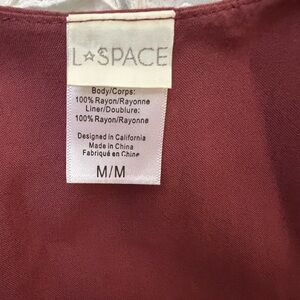 L☆SPACE
Body/Corps:
100% Rayon/Rayonne
Liner/Doublure:
100% Rayon/Rayonne
Designed in California
Made in China
Fabriqué en Chine
M/M